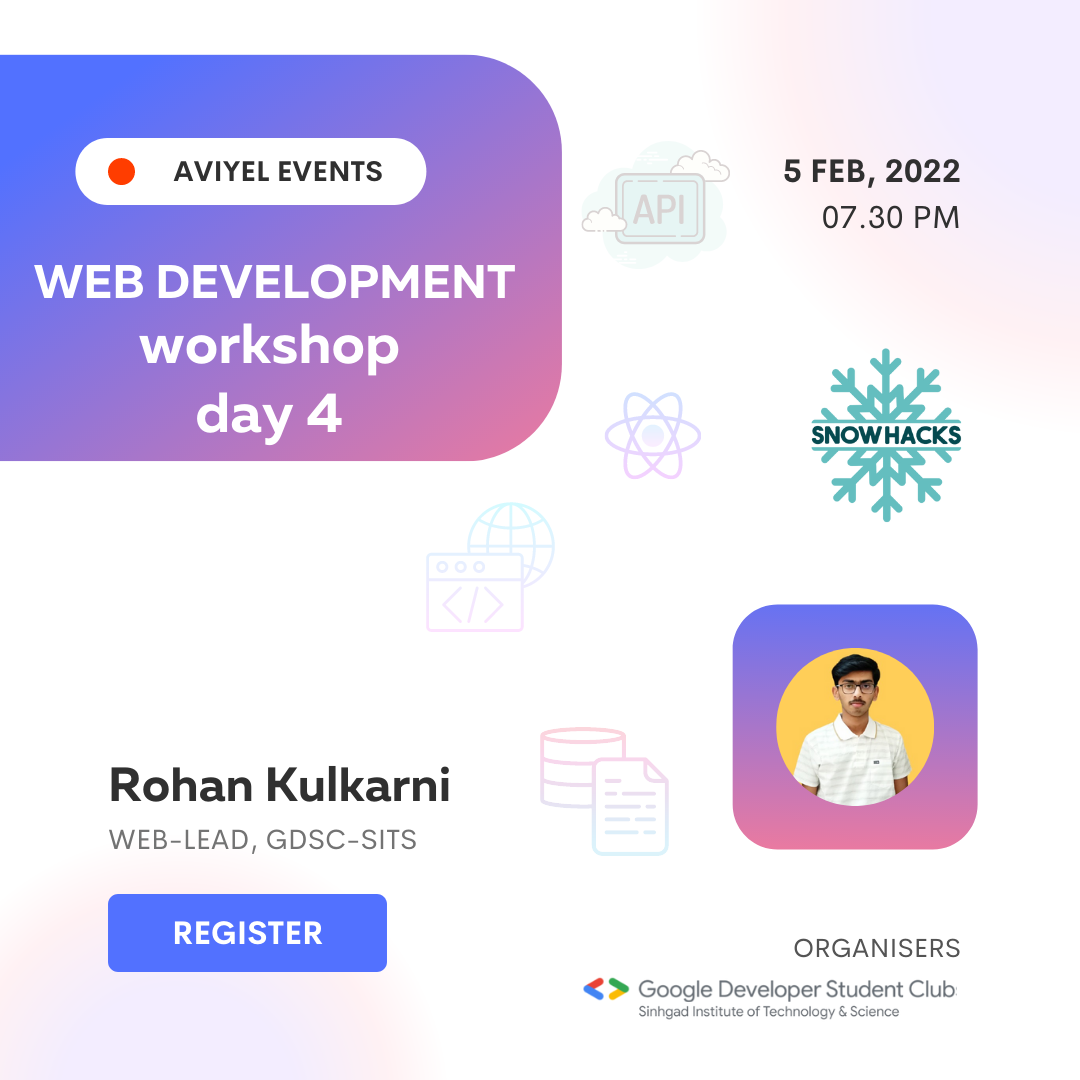 AVIYEL EVENTS
WEB DEVELOPMENT
workshop
day 4
API
5 FEB, 2022
07.30 PM
SNOWHACKS
</>
Rohan Kulkarni
WEB-LEAD, GDSC-SITS
REGISTER
ORGANISERS
Google Developer Student Club
Sinhgad Institute of Technology & Science